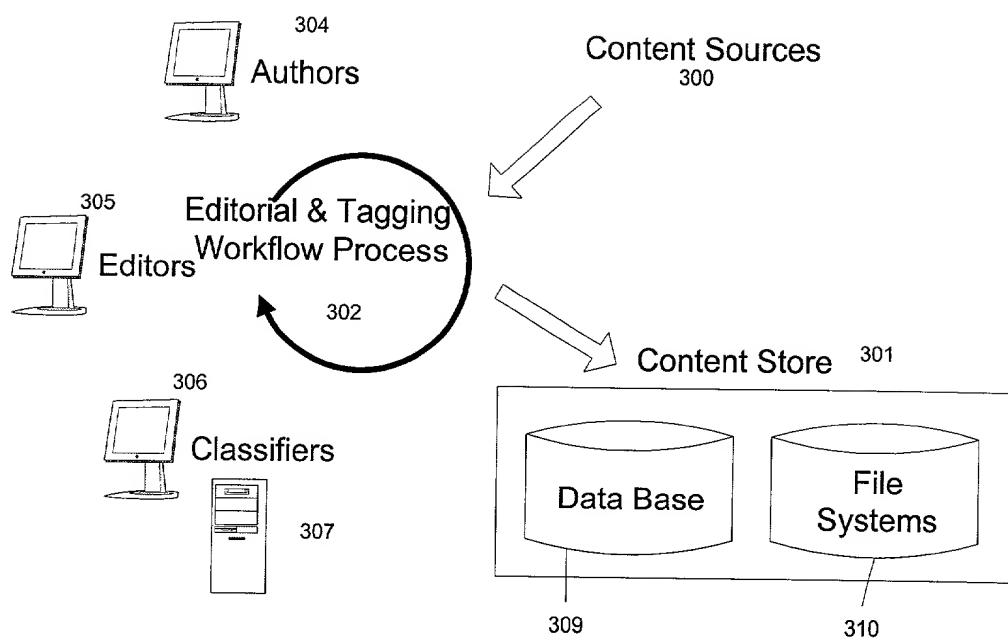 304
Authors
Content Sources
300
305
Editorial & Tagging
Workflow Process
Editors
302
306
Content Store 301
Classifiers
307
Data Base
File
Systems
309
310